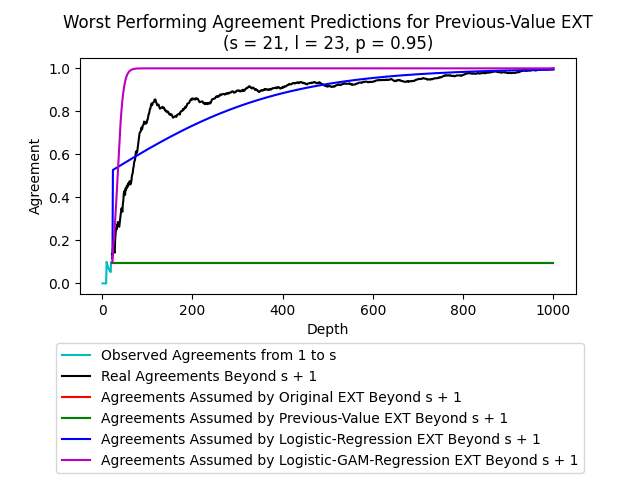 Worst Performing Agreement Predictions for Previous-Value EXT
(s = 21, l = 23, p = 0.95)
1.0
0.8
0.6
0.4
0.2
0.0
Agreement
0 200 400 600 800 1000
Depth
Observed Agreements from 1 to s
Real Agreements Beyond s + 1
Agreements Assumed by Original EXT Beyond s + 1
Agreements Assumed by Previous-Value EXT Beyond s + 1
Agreements Assumed by Logistic-Regression EXT Beyond s + 1
Agreements Assumed by Logistic-GAM-Regression EXT Beyond s + 1